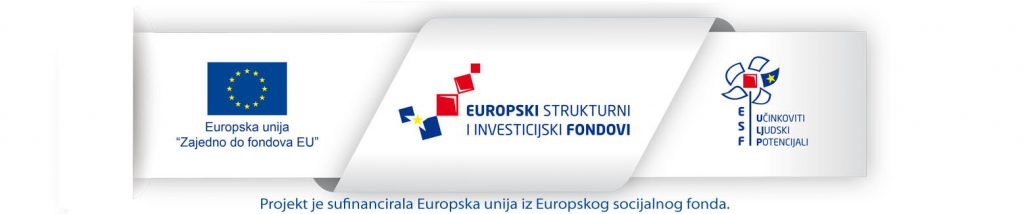 Europska unija
“Zajedno do fondova EU”
EUROPSKI STRUKTURNI
I INVESTICIJSKI FONDOVI
ESF
UČINKOVITI
LJUDSKI
POTENCIJALI
Projekt je sufinancirala Europska unija iz Europskog socijalnog fonda.